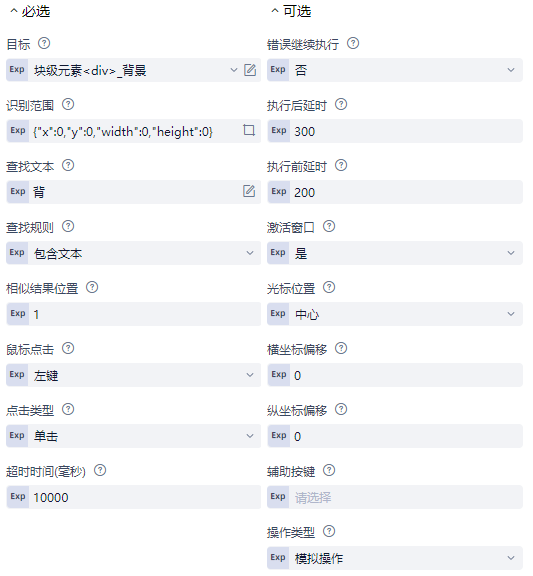 必选
目标
Exp 块级元素<div>_背景
识别范围
Exp {"x":0,"y":0,"width":0,"height":0}
查找文本
Exp 背
查找规则
Exp 包含文本
相似结果位置
Exp 1
鼠标点击
Exp 左键
点击类型
Exp 单击
超时时间(毫秒)
Exp 10000
可选
错误继续执行
Exp 否
执行后延时
Exp 300
执行前延时
Exp 200
激活窗口
Exp 是
光标位置
Exp 中心
横坐标偏移
Exp 0
纵坐标偏移
Exp 0
辅助按键
Exp 请选择
操作类型
Exp 模拟操作